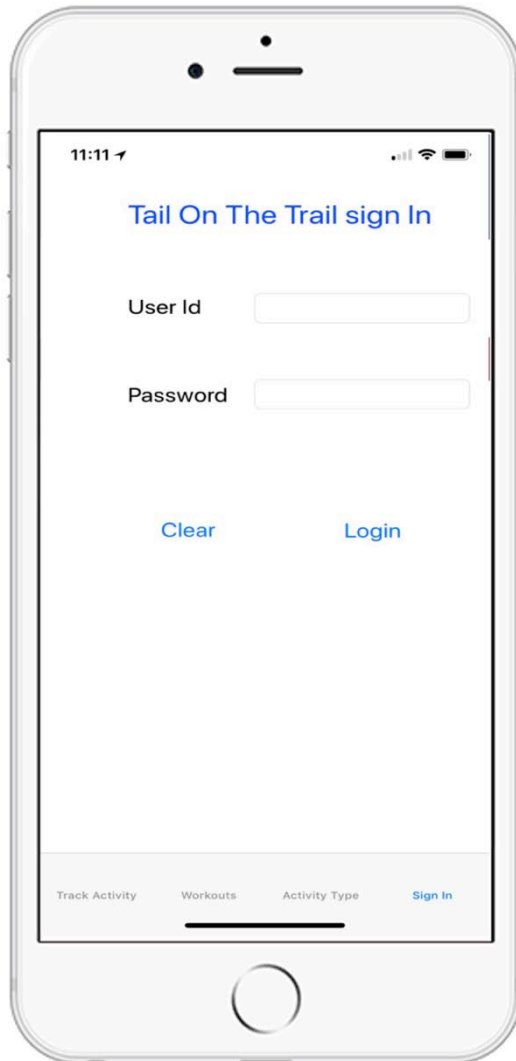 11:11
Tail On The Trail sign In
User Id
Password
Clear Login
Track Activity Workouts Activity Type Sign In